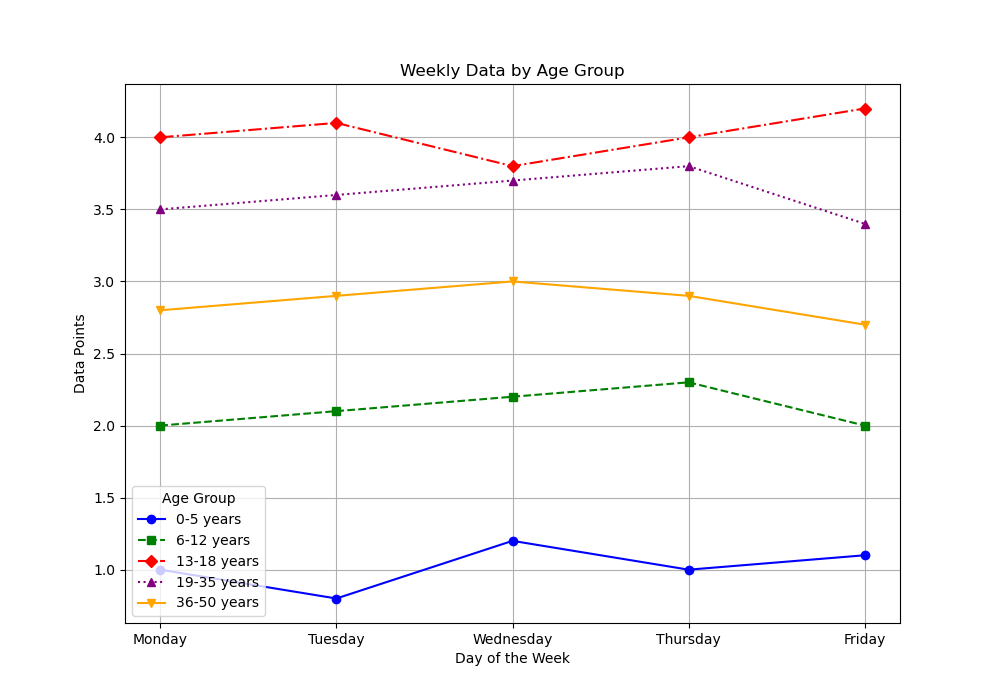 Weekly Data by Age Group
Data Points
4.0
3.5
3.0
2.5
2.0
1.5
1.0
Age Group
0-5 years
6-12 years
13-18 years
19-35 years
36-50 years
Monday Tuesday Wednesday Thursday Friday
Day of the Week